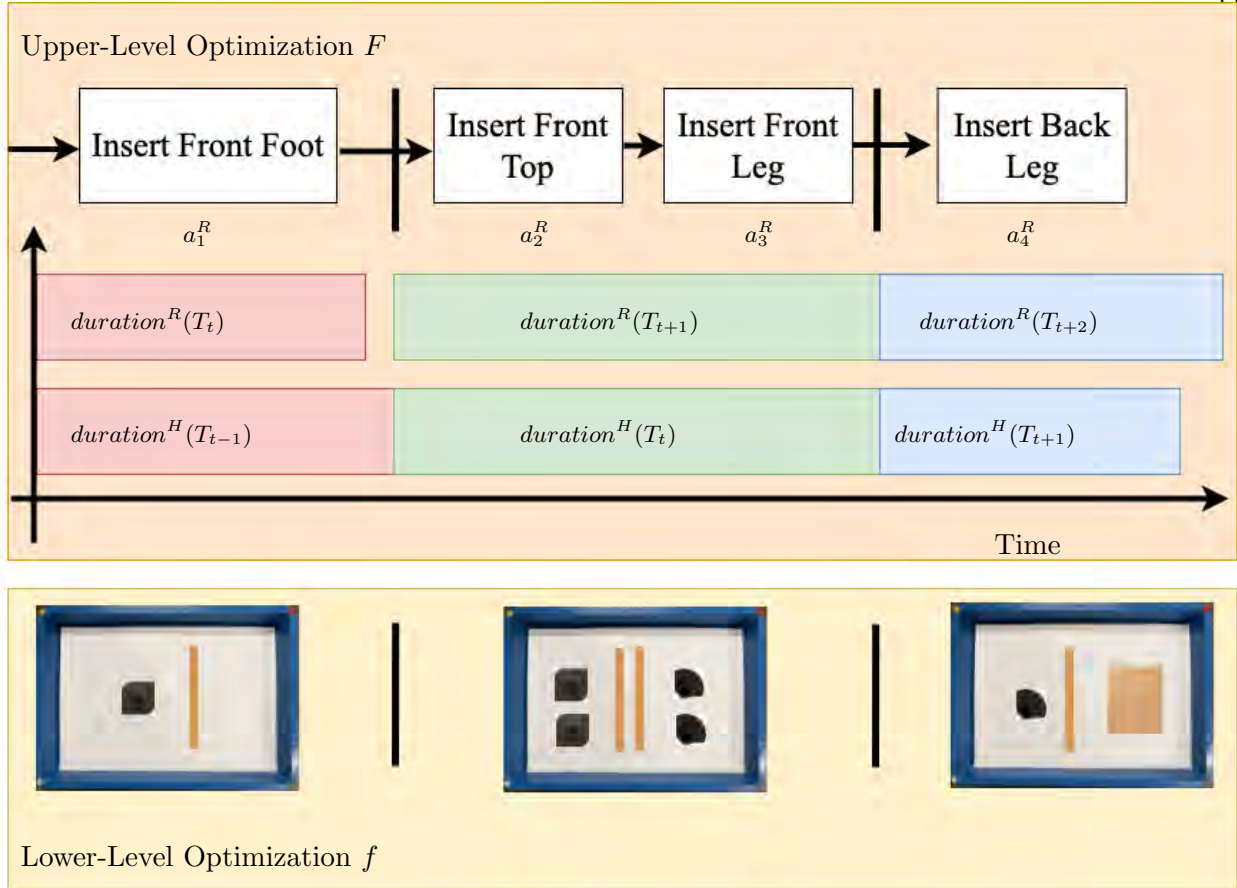 Upper-Level Optimization F
Insert Front Foot
Insert Front
Top
Insert Front
Leg
Insert Back
Leg
a_1^R
a_2^R
a_3^R
a_4^R
duration^R(T_t)
duration^R(T_{t+1})
duration^R(T_{t+2})
duration^H(T_{t-1})
duration^H(T_t)
duration^H(T_{t+1})
Time
Lower-Level Optimization f